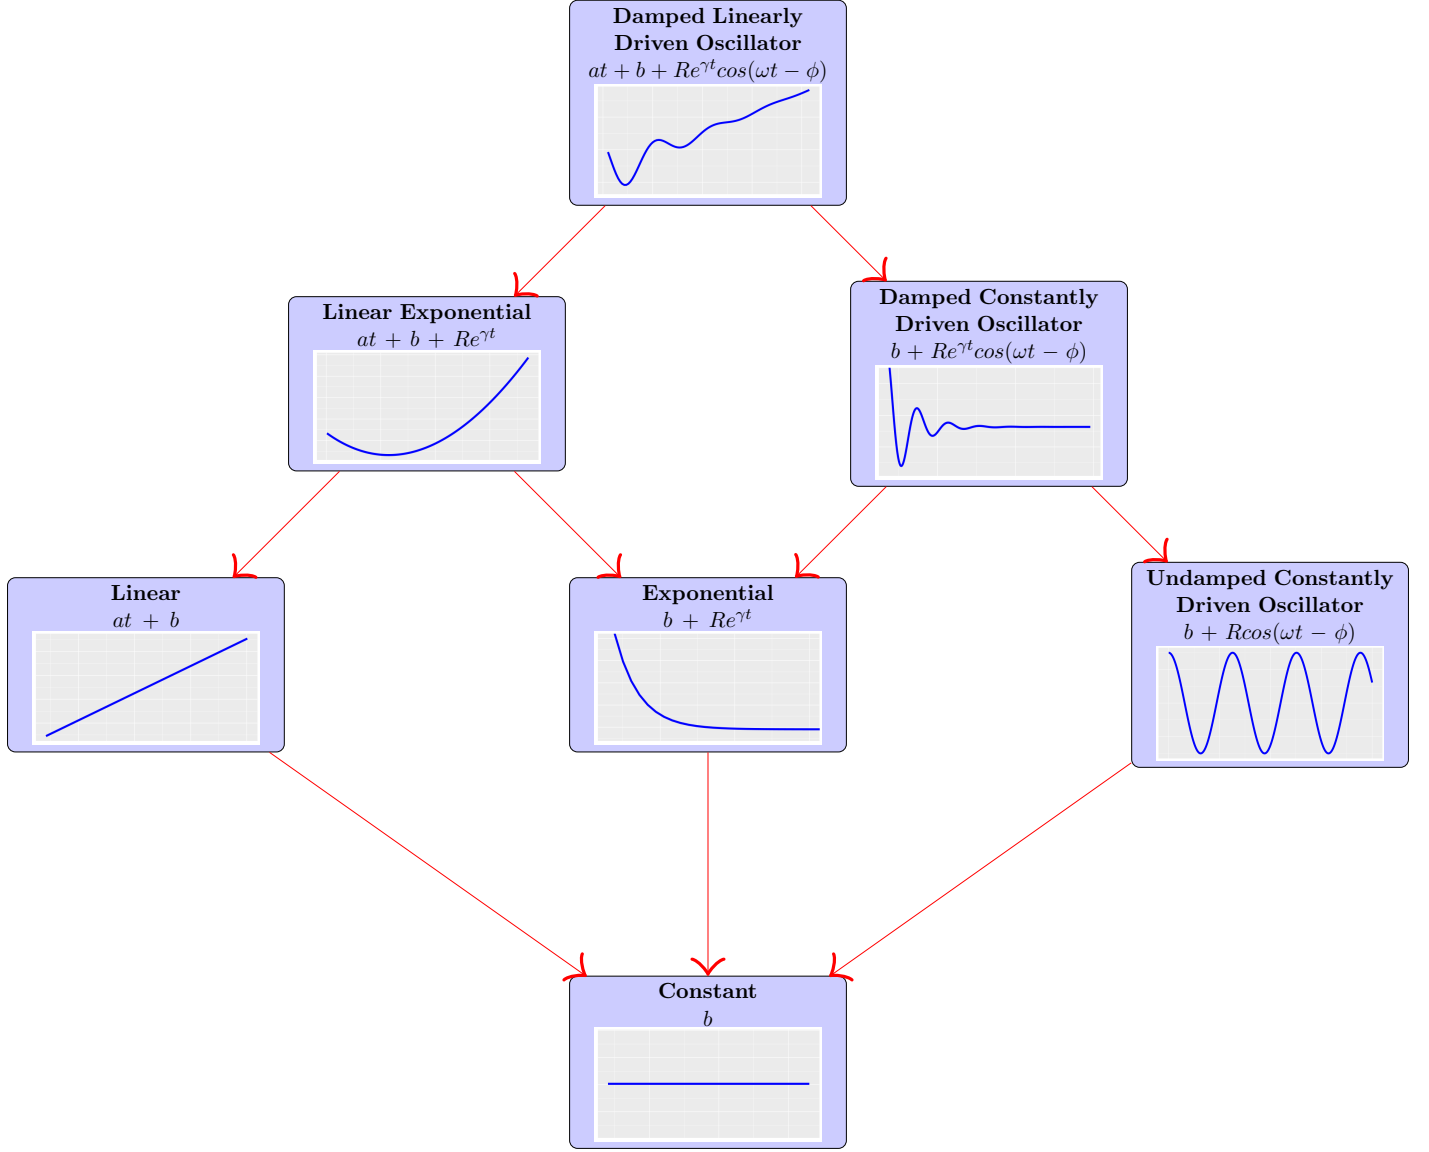 Damped Linearly
Driven Oscillator
at + b + Re^{γt}cos(ωt − ϕ)
Linear Exponential
at + b + Re^{γt}
Damped Constantly
Driven Oscillator
b + Re^{γt}cos(ωt − ϕ)
Linear
at + b
Exponential
b + Re^{γt}
Undamped Constantly
Driven Oscillator
b + Rcos(ωt − ϕ)
Constant
b